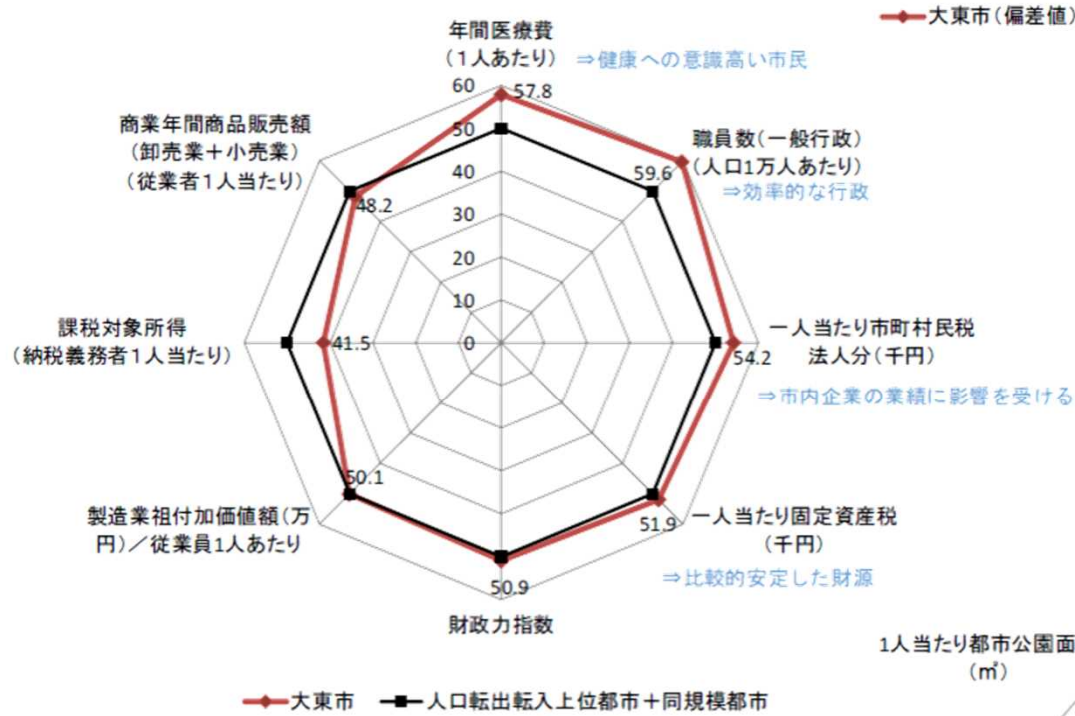 大東市(偏差値)
年間医療費
(1人あたり)
⇒健康への意識高い市民
60
57.8
商業年間商品販売額
(卸売業+小売業)
(従業者1人当たり)
50
職員数(一般行政)
(人口1万人あたり)
59.6
⇒効率的な行政
40
48.2
30
20
10
課税対象所得
(納税義務者1人当たり)
41.5
0
一人当たり市町村民税
法人分(千円)
54.2
⇒市内企業の業績に影響を受ける
50.1
製造業祖付加価値額(万
円)/従業員1人あたり
一人当たり固定資産税
(千円)
51.9
⇒比較的安定した財源
50.9
財政力指数
1人当たり都市公園面
(㎡)
大東市
人口転出転入上位都市+同規模都市